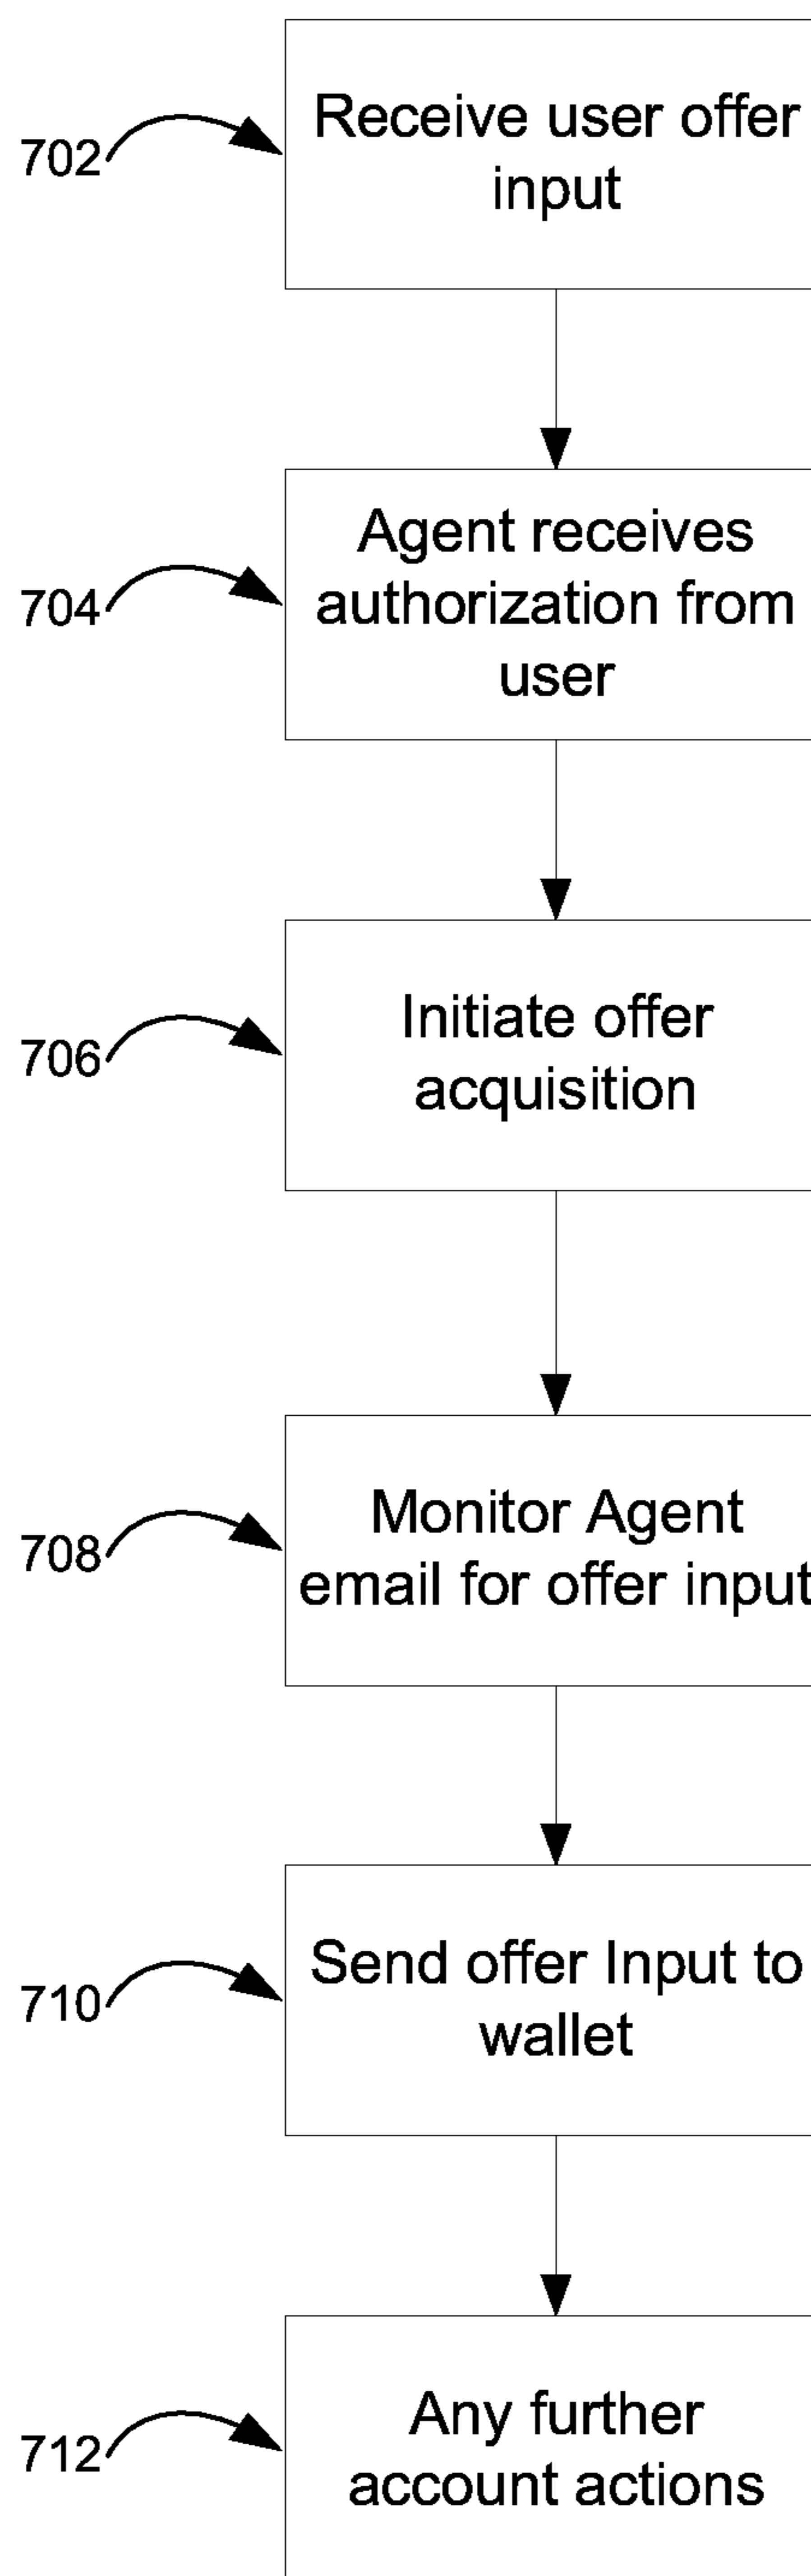 702
Receive user offer
input
704
Agent receives
authorization from
user
706
Initiate offer
acquisition
708
Monitor Agent
email for offer input
710
Send offer Input to
wallet
712
Any further
account actions